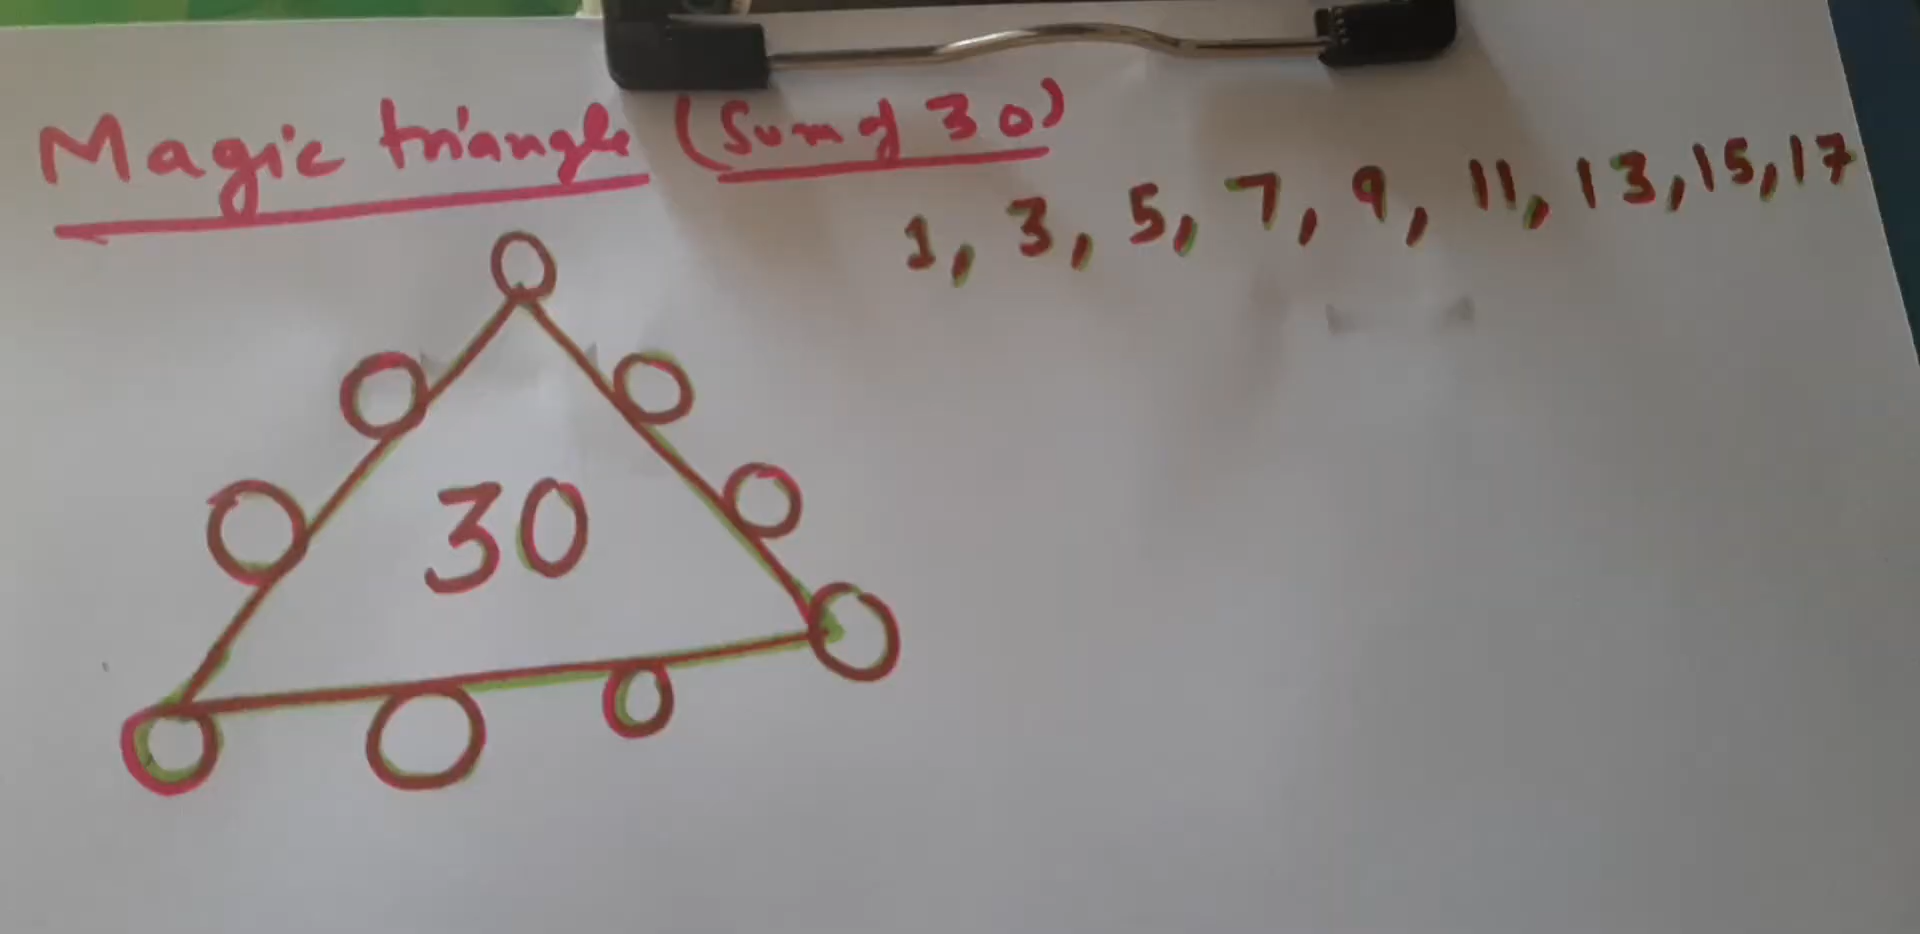 Magic triangle (Sum of 30)
1, 3, 5, 7, 9, 11, 13, 15, 17
30